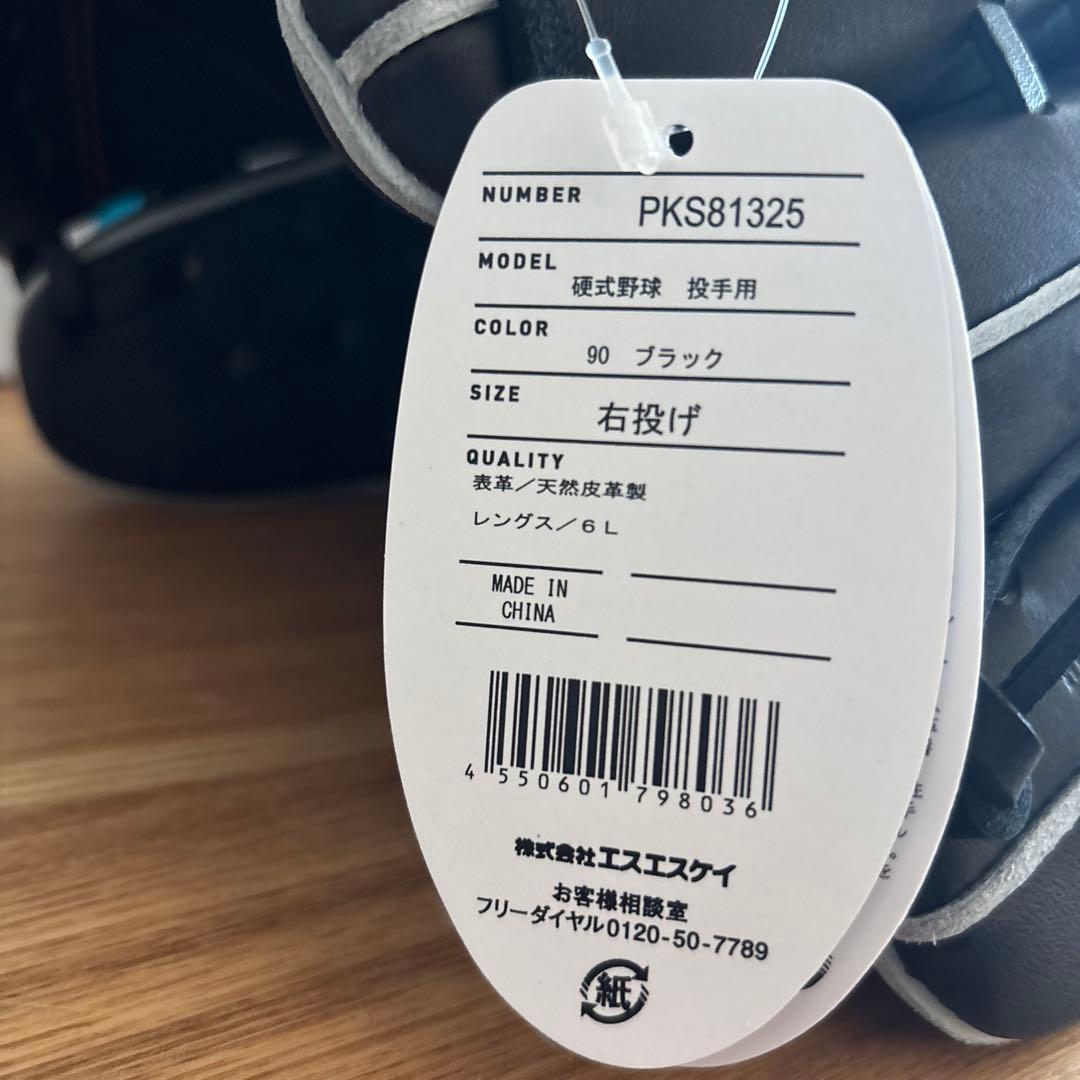 NUMBER PKS81325
MODEL
硬式野球 投手用
COLOR
90 ブラック
SIZE
右投げ
QUALITY
表革/天然皮革製
レングス/6L
MADE IN
CHINA
4 550601 798036
株式会社エスエスケイ
お客様相談室
フリーダイヤル0120-50-7789
紙